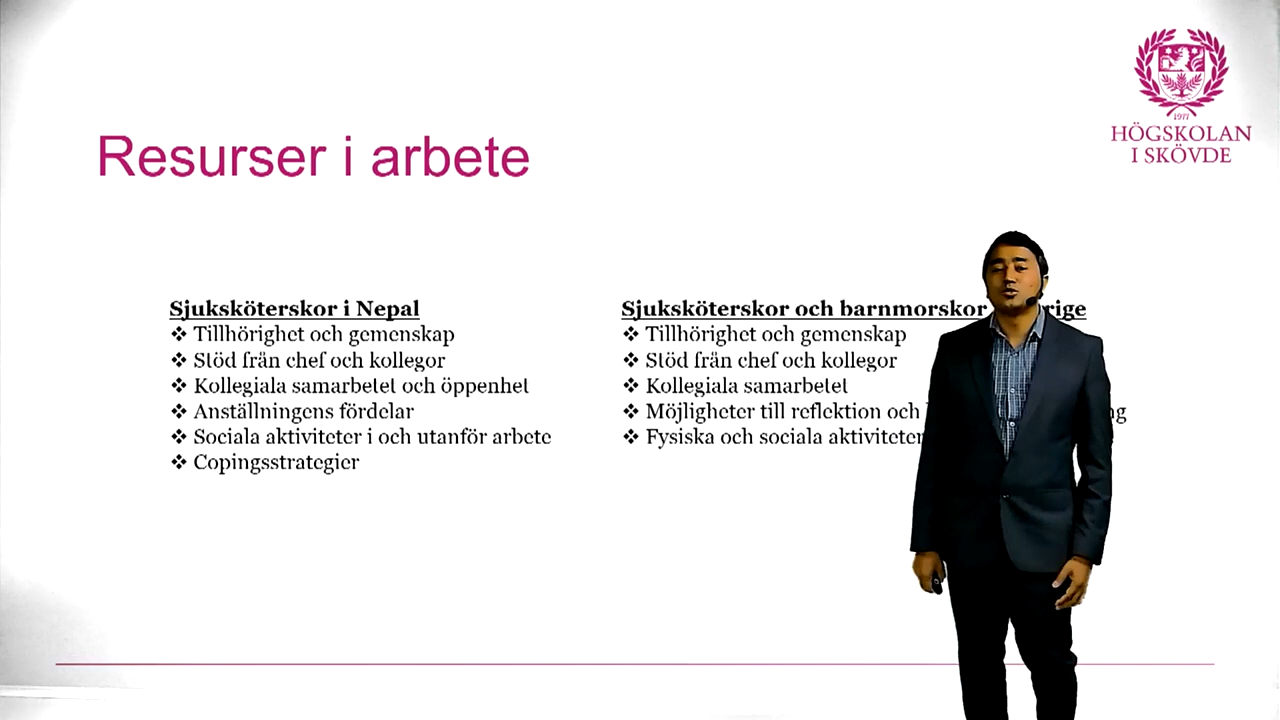 1977
HÖGSKOLAN
I SKÖVDE
Resurser i arbete
Sjuksköterskor i Nepal
❖ Tillhörighet och gemenskap
❖ Stöd från chef och kollegor
❖ Kollegiala samarbetet och öppenhet
❖ Anställningens fördelar
❖ Sociala aktiviteter i och utanför arbete
❖ Copingsstrategier
Sjuksköterskor och barnmorskor
❖ Tillhörighet och gemenskap
❖ Stöd från chef och kollegor
❖ Kollegiala samarbetet
❖ Möjligheter till reflektion och
❖ Fysiska och sociala aktiviteter